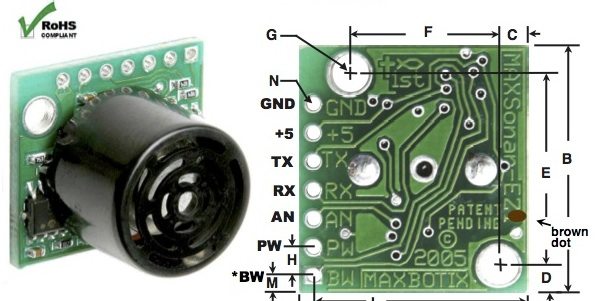 RoHS
COMPLIANT
G
F
C
N
GND
GND
+5
+5
TX
TX
RX
RX
AN
AN
PW
PW
H
*BW
BW
M
MAXBOTIX
2005
©
PATENT
PENDING
MAXSonar-EZ
tx
1st
B
E
D
brown
dot